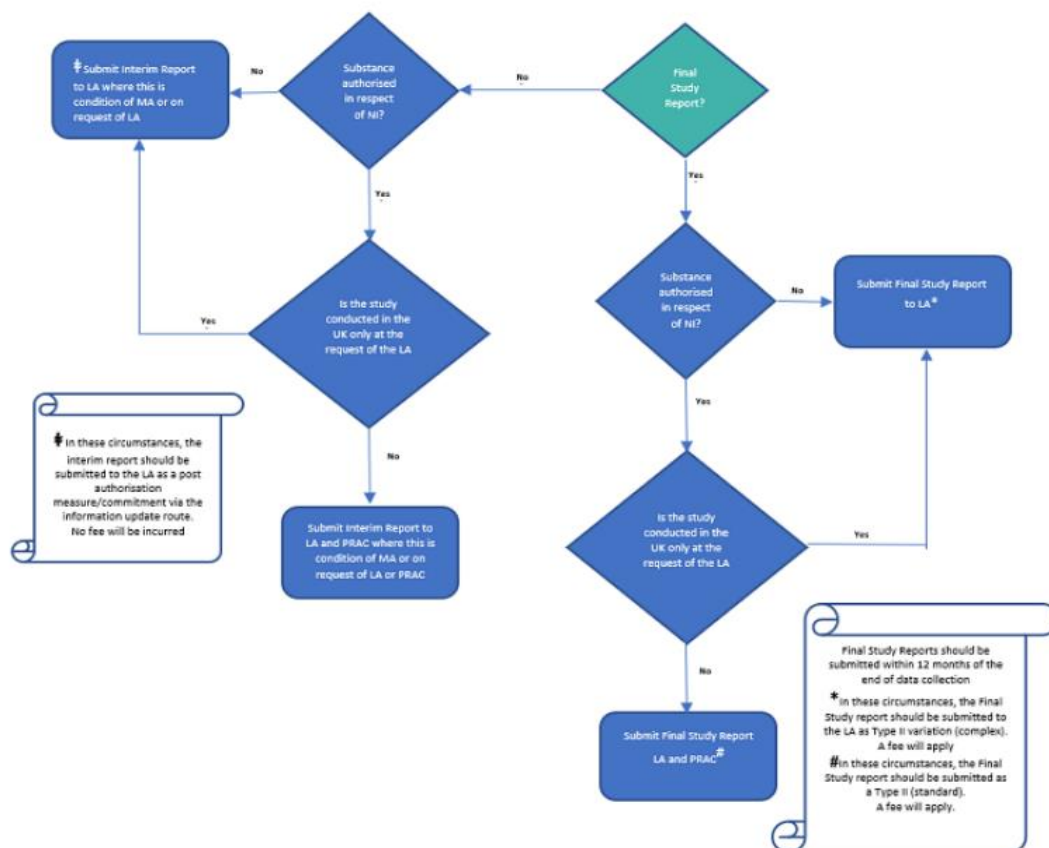 ǂ Submit Interim Report
to LA where this is
condition of MA or on
request of LA
No
Substance
authorised
in respect
of NI?
No
Final
Study
Report?
Yes
Yes
Is the study
conducted in the
UK only at the
request of the LA
Yes
Substance
authorised
in respect
of NI?
No
Submit Final Study Report
to LA*
Yes
ǂ In these circumstances, the
interim report should be
submitted to the LA as a post
authorisation
measure/commitment via the
information update route.
No fee will be incurred
No
Submit Interim Report to
LA and PRAC where this is
condition of MA or on
request of LA or PRAC
Is the study
conducted in the
UK only at the
request of the LA
Yes
No
Submit Final Study Report
LA and PRAC#
Final Study Reports should be
submitted within 12 months of the
end of data collection
*In these circumstances, the Final
Study report should be submitted to
the LA as Type II variation (complex).
A fee will apply
#In these circumstances, the Final
Study report should be submitted as
a Type II (standard).
A fee will apply.